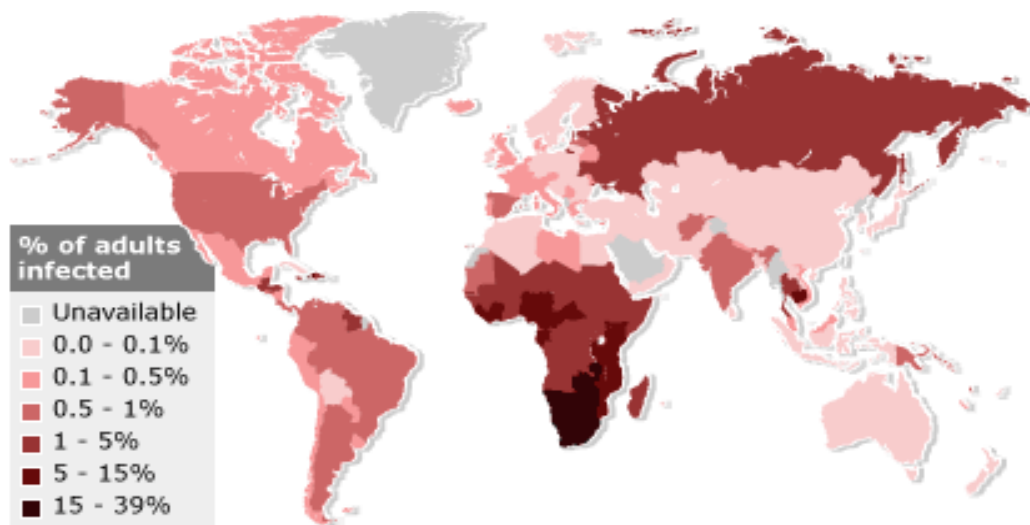 % of adults
infected
Unavailable
0.0 - 0.1%
0.1 - 0.5%
0.5 - 1%
1 - 5%
5 - 15%
15 - 39%